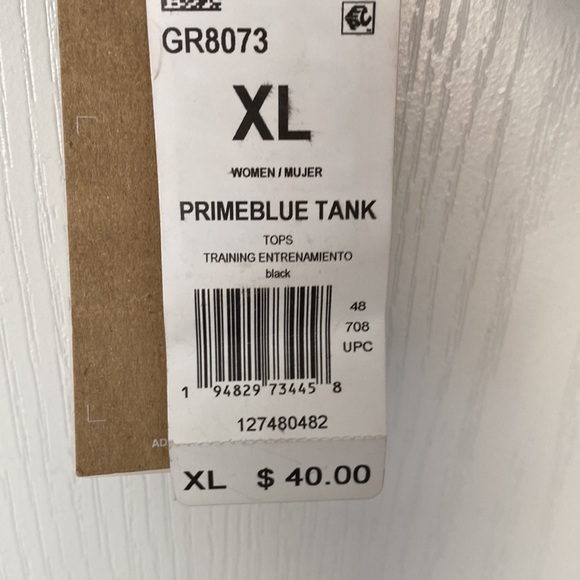 GR8073
XL
WOMEN / MUJER
PRIMEBLUE TANK
TOPS
TRAINING ENTRENAMIENTO
black
48
708
UPC
1 94829 73445 8
127480482
AD
XL $ 40.00